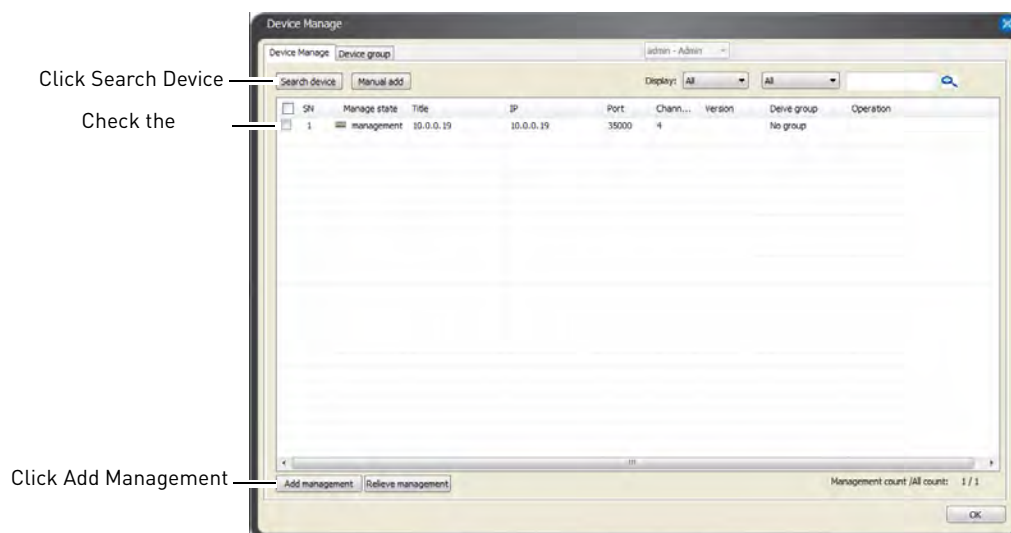 Device Manage
Device Manage Device group admin - Admin
Click Search Device Search device Manual add Display: All All
SN Manage state Title IP Port Chann... Version Deive group Operation
Check the 1 management 10.0.0.19 10.0.0.19 35000 4 No group
Click Add Management Add management Relieve management Management count /All count: 1 / 1
OK